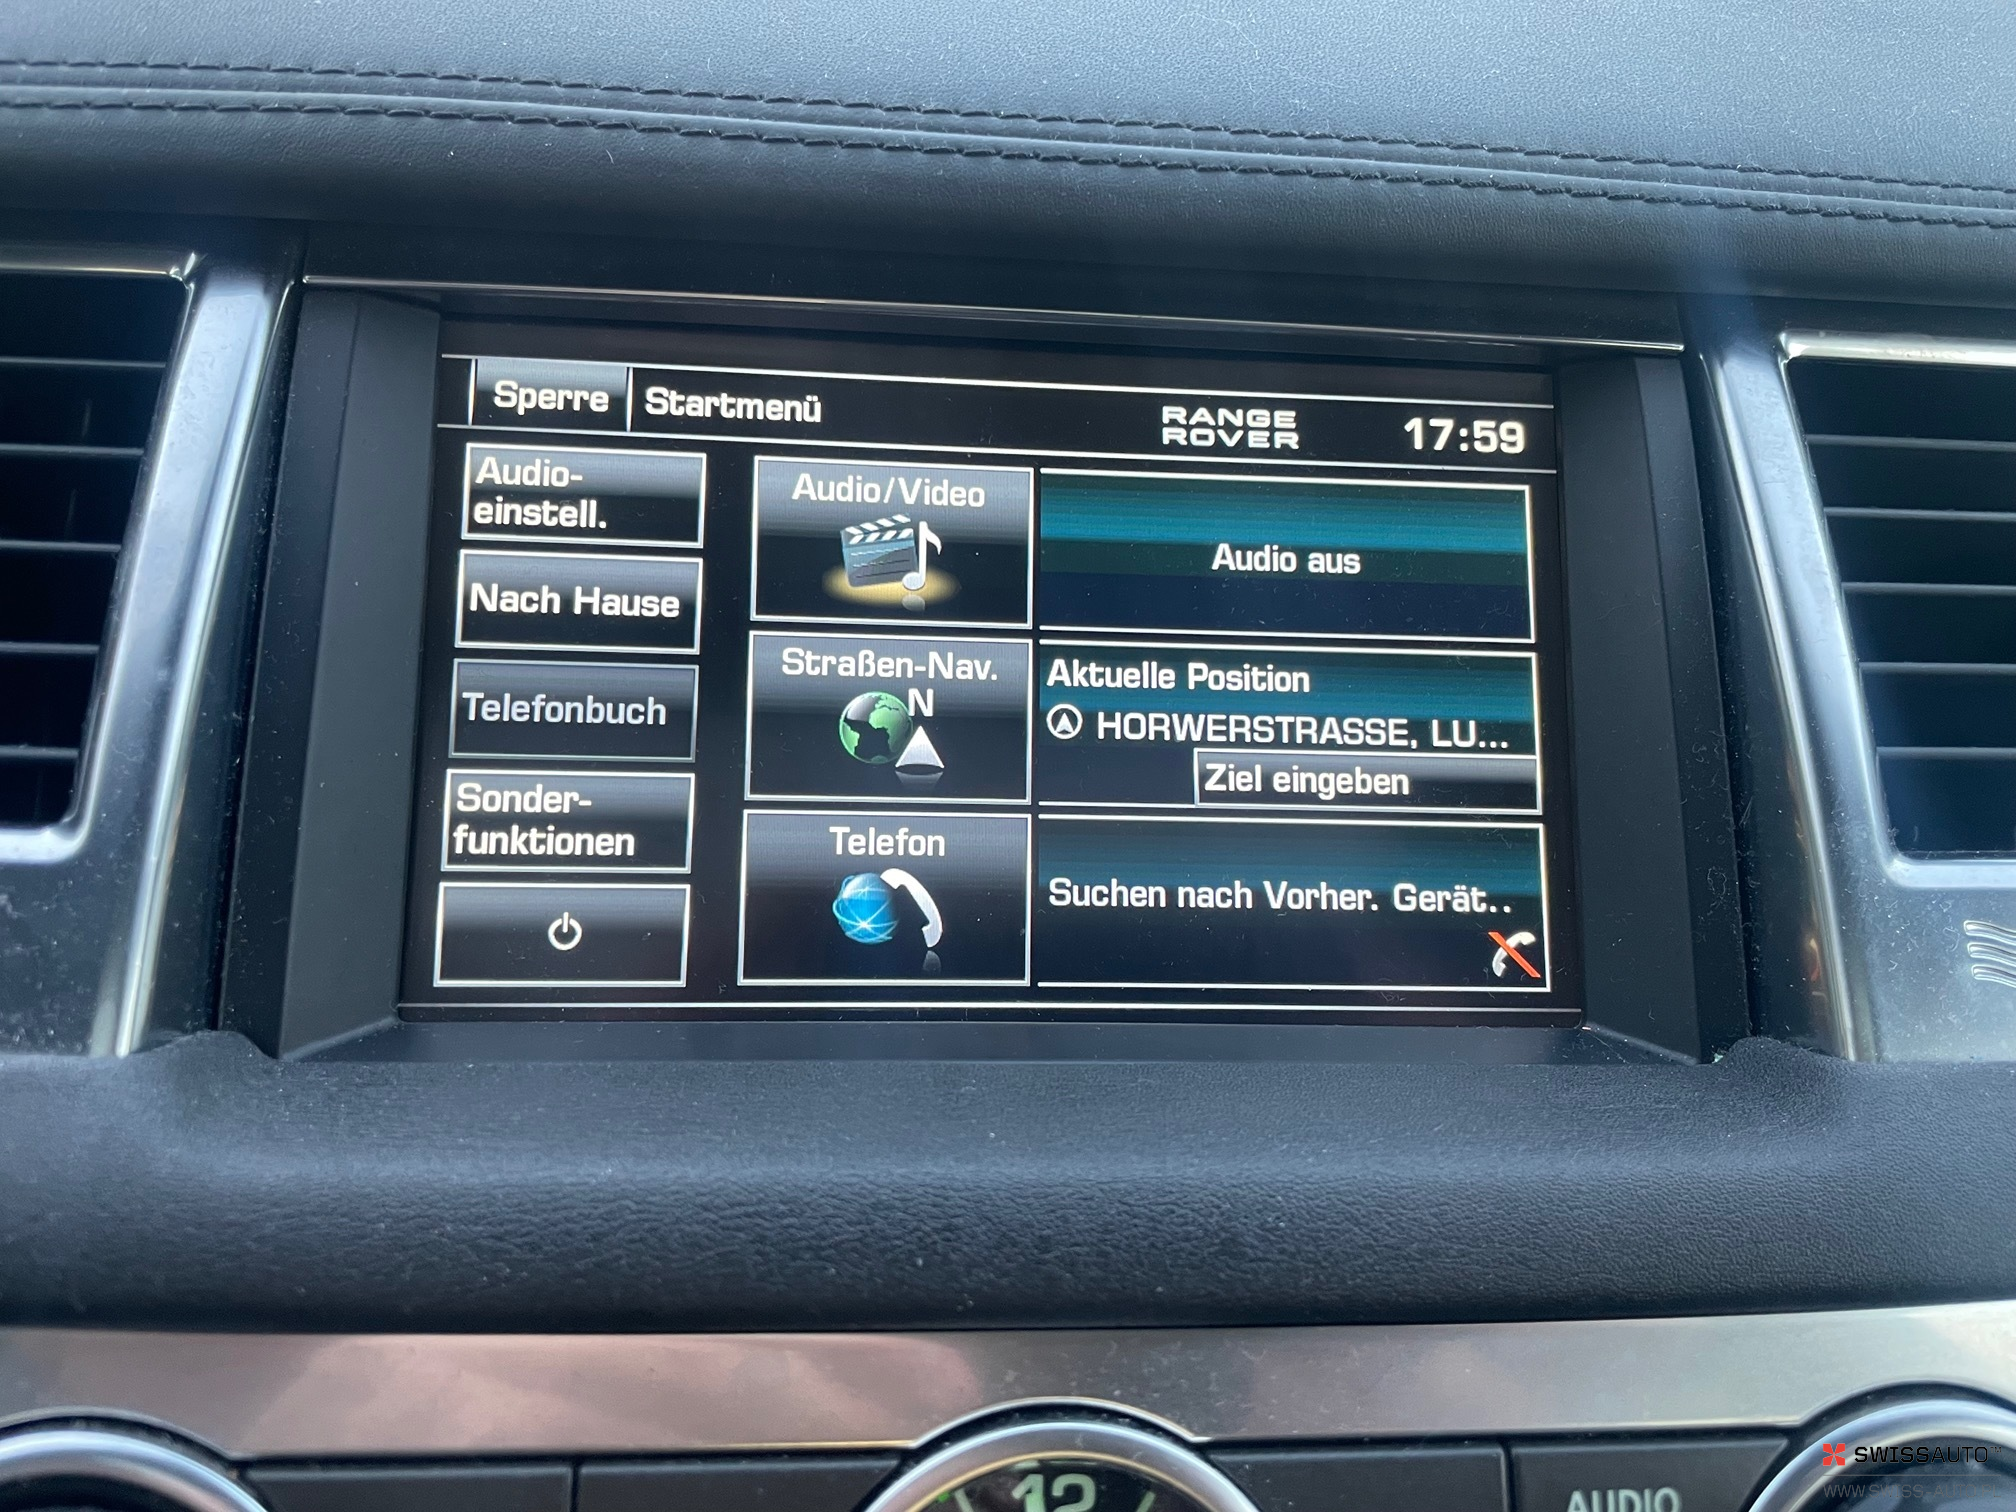 Sperre
Startmenü
RANGE
ROVER
17:59
Audio-
einstell.
Nach Hause
Telefonbuch
Sonder-
funktionen
Audio/Video
Audio aus
Straßen-Nav.
N
Aktuelle Position
HORWERSTRASSE, LU...
Ziel eingeben
Telefon
Suchen nach Vorher. Gerät..
12
AUDIO
SWISSAUTO